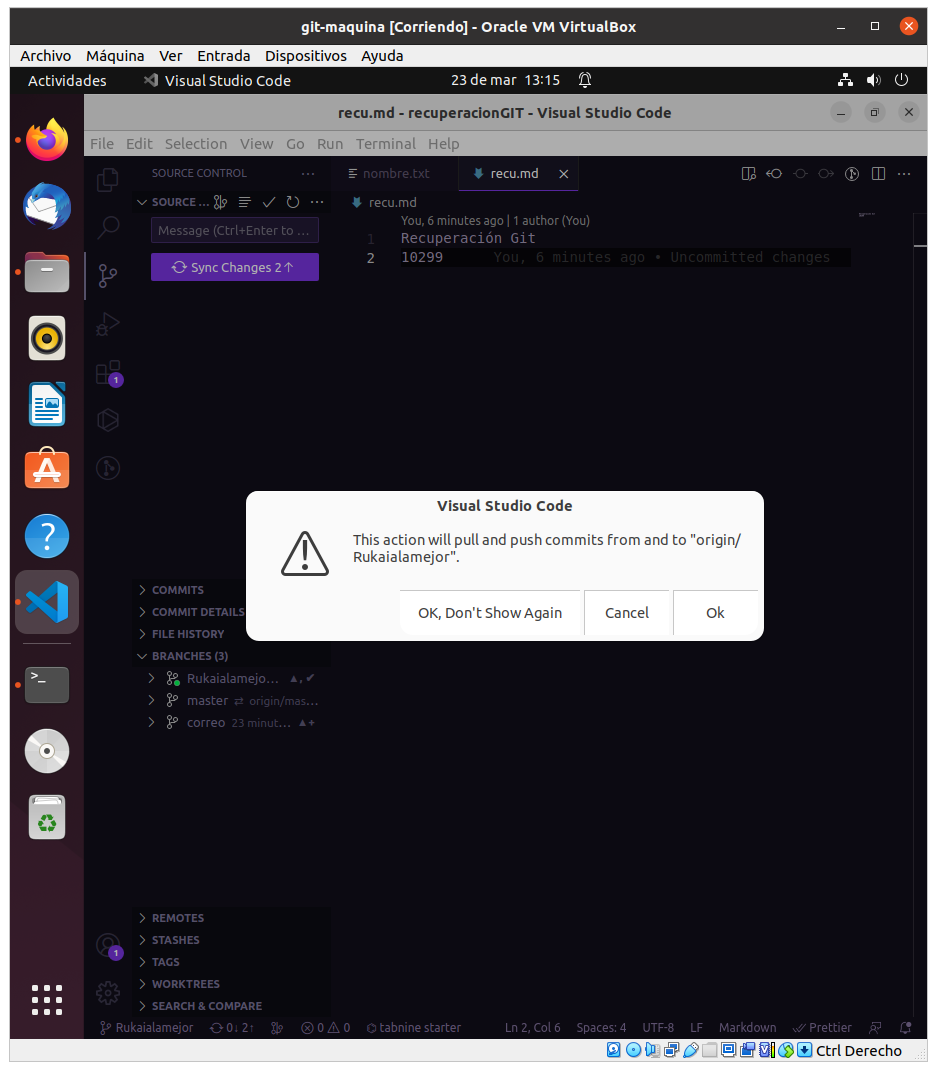 git-maquina [Corriendo] - Oracle VM VirtualBox
Archivo Máquina Ver Entrada Dispositivos Ayuda
Actividades Visual Studio Code 23 de mar 13:15
recu.md - recuperacionGIT - Visual Studio Code
File Edit Selection View Go Run Terminal Help
SOURCE CONTROL ...
nombre.txt recu.md
SOURCE ...
recu.md
Message (Ctrl+Enter to ...
Sync Changes 2↑
You, 6 minutes ago | 1 author (You)
1 Recuperación Git
2 10299 You, 6 minutes ago • Uncommitted changes
1
Visual Studio Code
This action will pull and push commits from and to "origin/
Rukaialamejor".
OK, Don't Show Again Cancel Ok
COMMITS
COMMIT DETAILS
FILE HISTORY
BRANCHES (3)
Rukaialamejo...
master origin/mas...
correo 23 minut...
REMOTES
STASHES
TAGS
WORKTREES
SEARCH & COMPARE
1
Rukaialamejor 0↓ 2↑ 0 0 tabnine starter Ln 2, Col 6 Spaces: 4 UTF-8 LF Markdown Prettier
Ctrl Derecho